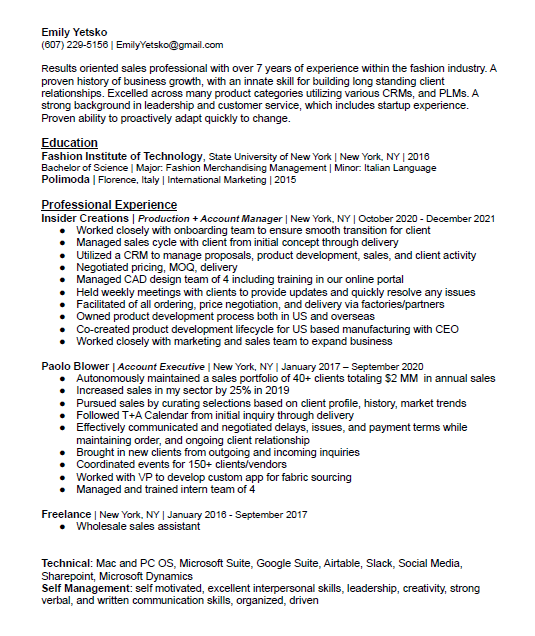 Emily Yetsko
(607) 229-5156 | EmilyYetsko@gmail.com
Results oriented sales professional with over 7 years of experience within the fashion industry. A
proven history of business growth, with an innate skill for building long standing client
relationships. Excelled across many product categories utilizing various CRMs, and PLMs. A
strong background in leadership and customer service, which includes startup experience.
Proven ability to proactively adapt quickly to change.
Education
Fashion Institute of Technology, State University of New York | New York, NY | 2016
Bachelor of Science | Major: Fashion Merchandising Management | Minor: Italian Language
Polimoda | Florence, Italy | International Marketing | 2015
Professional Experience
Insider Creations | Production + Account Manager | New York, NY | October 2020 - December 2021
● Worked closely with onboarding team to ensure smooth transition for client
● Managed sales cycle with client from initial concept through delivery
● Utilized a CRM to manage proposals, product development, sales, and client activity
● Negotiated pricing, MOQ, delivery
● Managed CAD design team of 4 including training in our online portal
● Held weekly meetings with clients to provide updates and quickly resolve any issues
● Facilitated of all ordering, price negotiation, and delivery via factories/partners
● Owned product development process both in US and overseas
● Co-created product development lifecycle for US based manufacturing with CEO
● Worked closely with marketing and sales team to expand business
Paolo Blower | Account Executive | New York, NY | January 2017 – September 2020
● Autonomously maintained a sales portfolio of 40+ clients totaling $2 MM in annual sales
● Increased sales in my sector by 25% in 2019
● Pursued sales by curating selections based on client profile, history, market trends
● Followed T+A Calendar from initial inquiry through delivery
● Effectively communicated and negotiated delays, issues, and payment terms while
maintaining order, and ongoing client relationship
● Brought in new clients from outgoing and incoming inquiries
● Coordinated events for 150+ clients/vendors
● Worked with VP to develop custom app for fabric sourcing
● Managed and trained intern team of 4
Freelance | New York, NY | January 2016 - September 2017
● Wholesale sales assistant
Technical: Mac and PC OS, Microsoft Suite, Google Suite, Airtable, Slack, Social Media,
Sharepoint, Microsoft Dynamics
Self Management: self motivated, excellent interpersonal skills, leadership, creativity, strong
verbal, and written communication skills, organized, driven